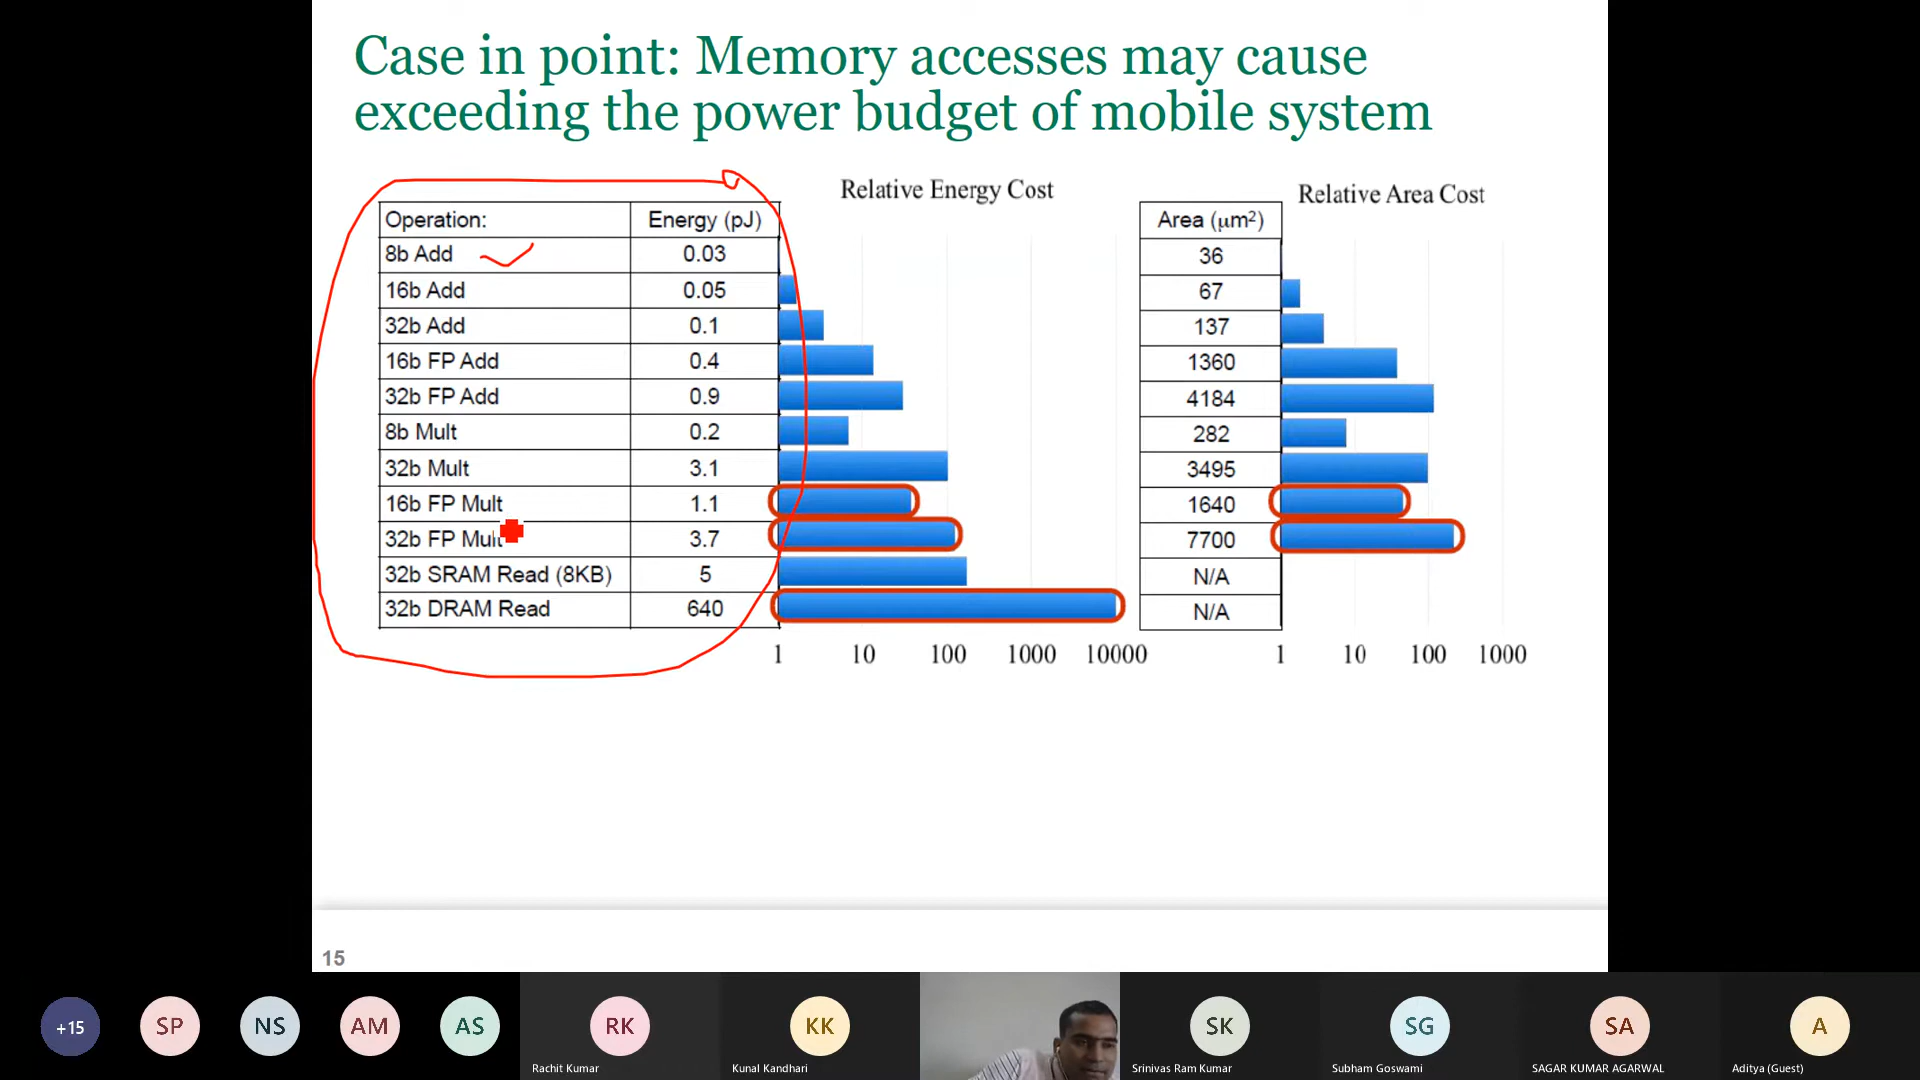 Case in point: Memory accesses may cause
exceeding the power budget of mobile system
Relative Energy Cost
Relative Area Cost
Operation: Energy (pJ) Area (μm²)
8b Add 0.03 36
16b Add 0.05 67
32b Add 0.1 137
16b FP Add 0.4 1360
32b FP Add 0.9 4184
8b Mult 0.2 282
32b Mult 3.1 3495
16b FP Mult 1.1 1640
32b FP Mult 3.7 7700
32b SRAM Read (8KB) 5 N/A
32b DRAM Read 640 N/A
1 10 100 1000 10000 1 10 100 1000
15
+15 SP NS AM AS RK KK SK SG SA A
Rachit Kumar Kunal Kandhari Srinivas Ram Kumar Subham Goswami SAGAR KUMAR AGARWAL Aditya (Guest)